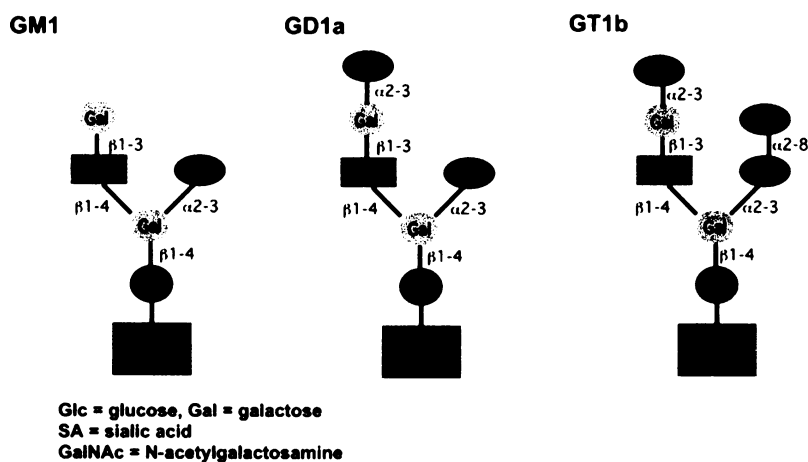 GM1 GD1a GT1b
α2-3 α2-3
Gal Gal Gal
β1-3 β1-3 β1-3 α2-8
β1-4 α2-3 β1-4 α2-3 β1-4 α2-3
Gal Gal Gal
β1-4 β1-4 β1-4
Glc = glucose, Gal = galactose
SA = sialic acid
GalNAc = N-acetylgalactosamine